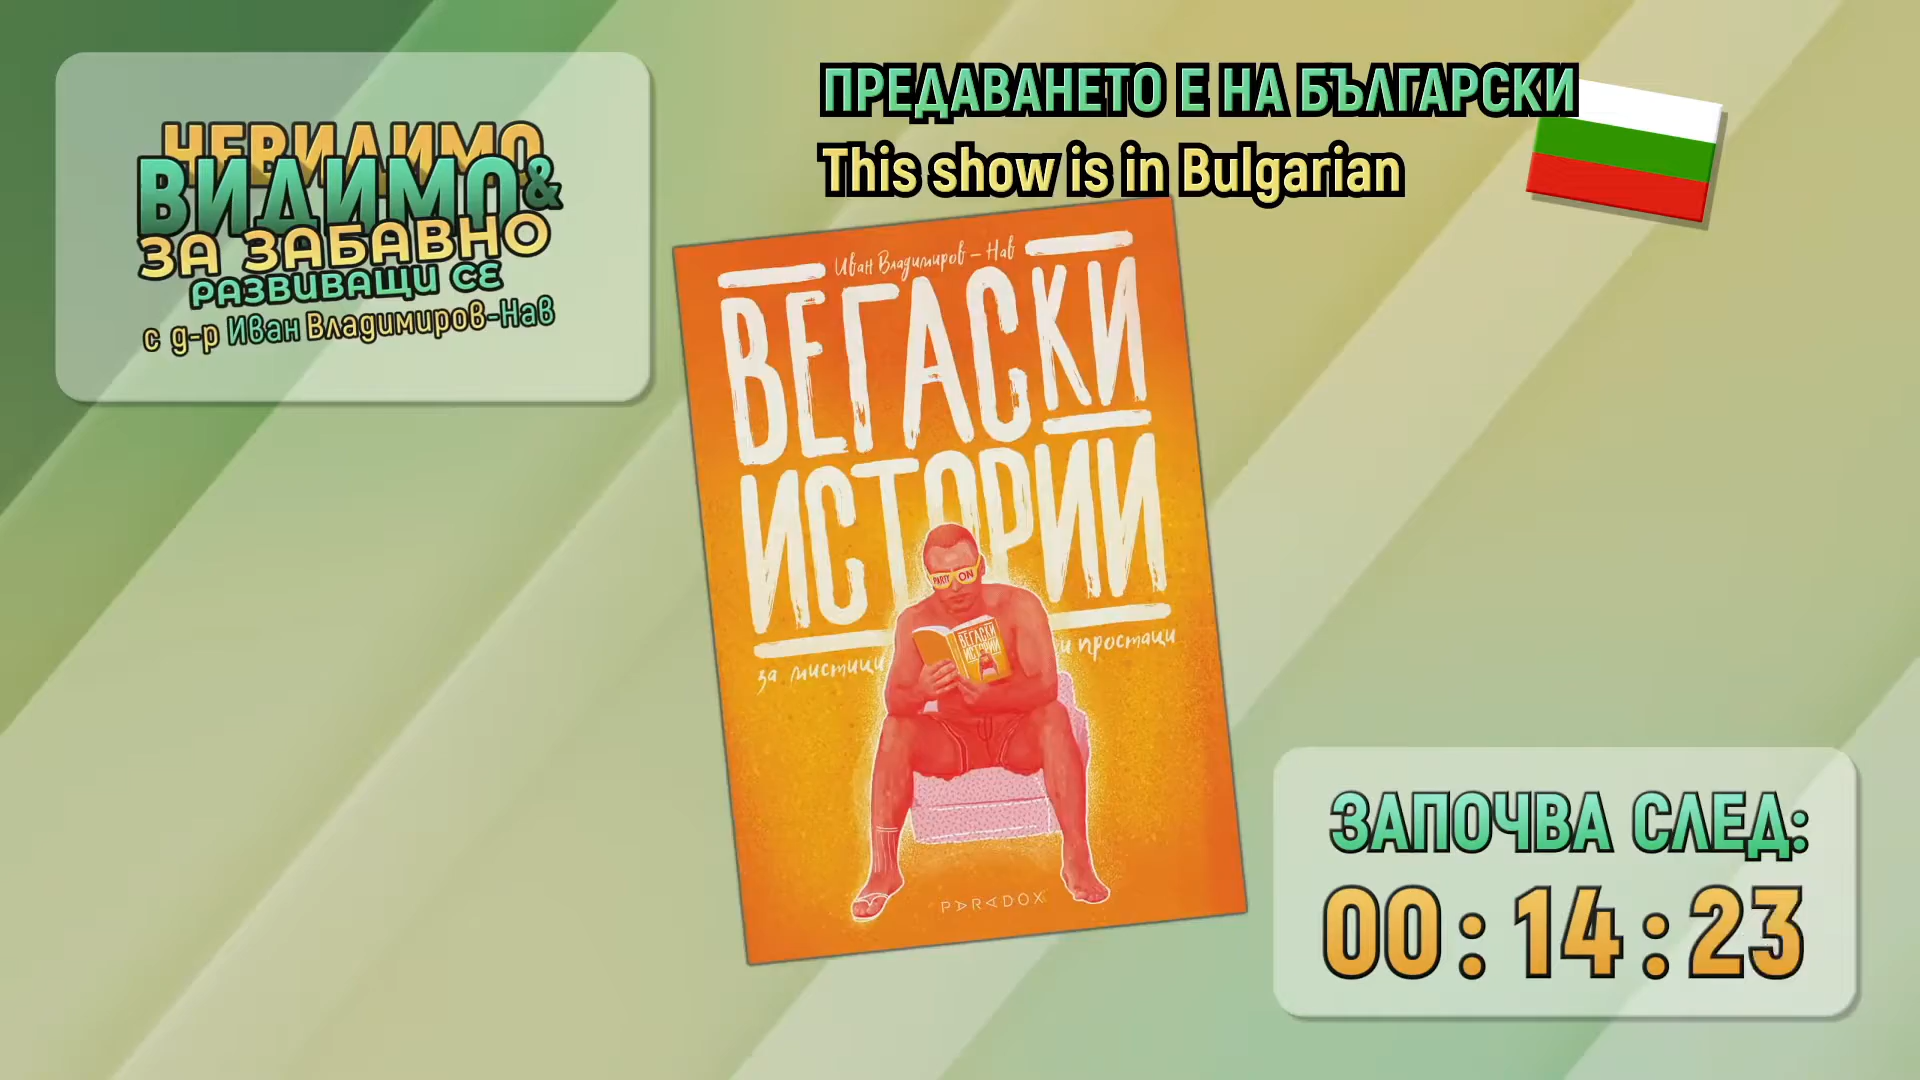 НЕВИДИМО
ВИДИМО &
ЗА ЗАБАВНО
РАЗВИВАЩИ СЕ
с д-р Иван Владимиров-Нав
ПРЕДАВАНЕТО Е НА БЪЛГАРСКИ
This show is in Bulgarian
Иван Владимиров – Нав
ВЕГАСКИ
ИСТОРИИ
PARTY ON
ВЕГАСКИ
ИСТОРИИ
за мистици и простаци
PARADOX
ЗАПОЧВА СЛЕД:
00:14:23